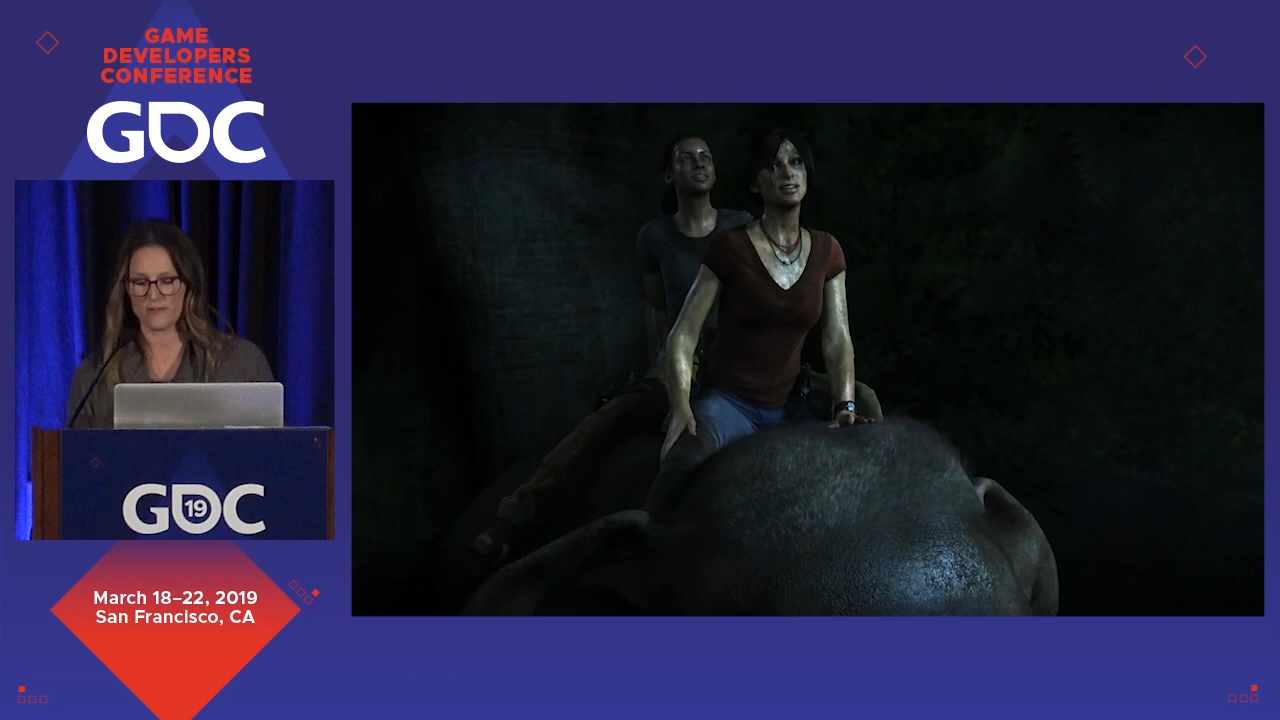 GAME
DEVELOPERS
CONFERENCE
GDC
GDC
19
March 18–22, 2019
San Francisco, CA